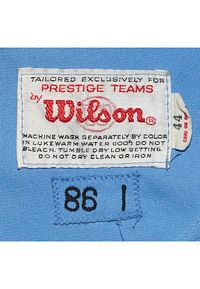 TAILORED EXCLUSIVELY FOR
PRESTIGE TEAMS
by
Wilson®
MACHINE WASH SEPARATELY BY COLOR
IN LUKEWARM WATER (100°) DO NOT
BLEACH. TUMBLE DRY LOW SETTING.
DO NOT DRY CLEAN OR IRON
44
86 1